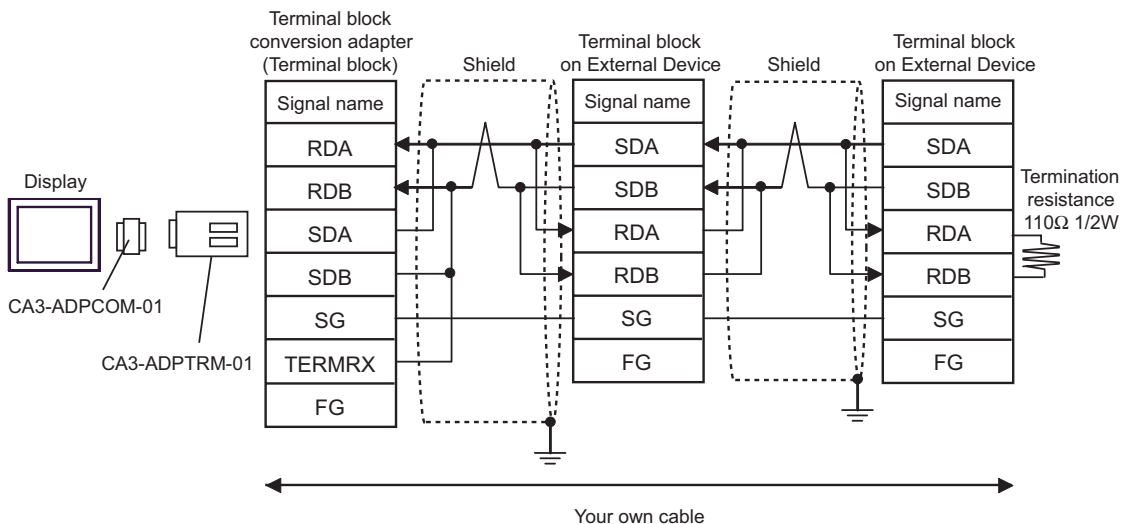 Terminal block
conversion adapter
(Terminal block)
Shield
Terminal block
on External Device
Shield
Terminal block
on External Device
Display
CA3-ADPCOM-01
CA3-ADPTRM-01
Signal name
RDA
RDB
SDA
SDB
SG
TERMRX
FG
Signal name
SDA
SDB
RDA
RDB
SG
FG
Signal name
SDA
SDB
RDA
RDB
SG
FG
Termination
resistance
110Ω 1/2W
Your own cable